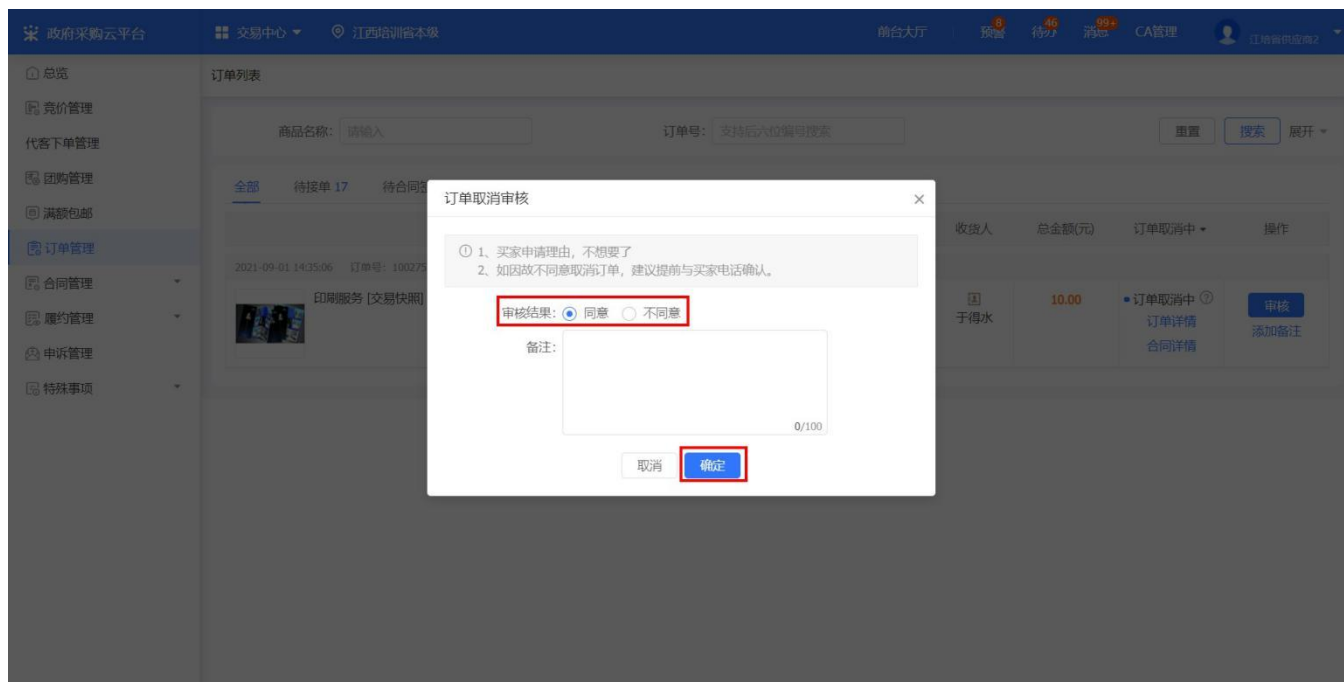 政府采购云平台
交易中心
江西培训省本级
前台大厅
预警 8
待办 46
消息 99+
CA管理
江培省供应商2
总览
竞价管理
代客下单管理
团购管理
满额包邮
订单管理
合同管理
履约管理
申诉管理
特殊事项
订单列表
商品名称: 请输入
订单号: 支持后六位编号搜索
重置
搜索
展开
全部
待接单 17
待合同
收货人
总金额(元)
订单取消中
操作
2021-09-01 14:35:06 订单号: 100275
印刷服务 [交易快照]
于得水
10.00
订单取消中
订单详情
合同详情
审核
添加备注
订单取消审核
1、买家申请理由，不想要了
2、如因故不同意取消订单，建议提前与买家电话确认。
审核结果: 同意 不同意
备注:
0/100
取消
确定